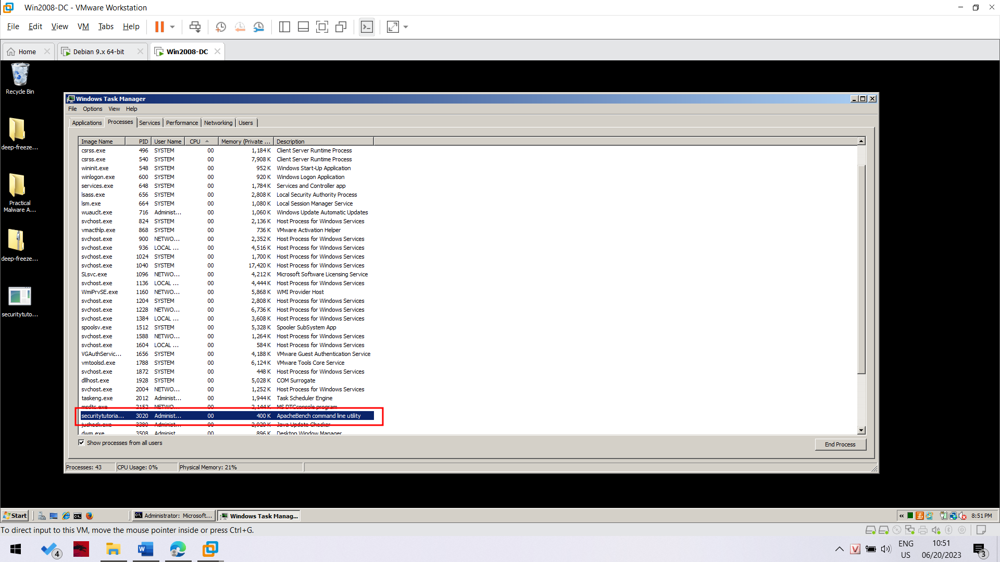 Win2008-DC - VMware Workstation
File Edit View VM Tabs Help
Home Debian 9.x 64-bit Win2008-DC
Recycle Bin
deep-freeze...
Practical
Malware A...
deep-freeze...
securitytuto...
Windows Task Manager
File Options View Help
Applications Processes Services Performance Networking Users
Image Name PID User Name CPU Memory (Private ... Description
csrss.exe 496 SYSTEM 00 1,184 K Client Server Runtime Process
csrss.exe 540 SYSTEM 00 7,908 K Client Server Runtime Process
wininit.exe 548 SYSTEM 00 952 K Windows Start-Up Application
winlogon.exe 600 SYSTEM 00 920 K Windows Logon Application
services.exe 648 SYSTEM 00 1,784 K Services and Controller app
lsass.exe 656 SYSTEM 00 2,808 K Local Security Authority Process
lsm.exe 664 SYSTEM 00 1,080 K Local Session Manager Service
wuauclt.exe 716 Administ... 00 1,060 K Windows Update Automatic Updates
svchost.exe 824 SYSTEM 00 2,136 K Host Process for Windows Services
vmacthlp.exe 868 SYSTEM 00 736 K VMware Activation Helper
svchost.exe 900 NETWO... 00 2,352 K Host Process for Windows Services
svchost.exe 936 LOCAL ... 00 4,516 K Host Process for Windows Services
svchost.exe 1024 SYSTEM 00 1,700 K Host Process for Windows Services
svchost.exe 1040 SYSTEM 00 17,420 K Host Process for Windows Services
SLsvc.exe 1096 NETWO... 00 4,212 K Microsoft Software Licensing Service
svchost.exe 1136 LOCAL ... 00 4,444 K Host Process for Windows Services
WmiPrvSE.exe 1160 NETWO... 00 5,868 K WMI Provider Host
svchost.exe 1204 SYSTEM 00 2,808 K Host Process for Windows Services
svchost.exe 1228 NETWO... 00 6,736 K Host Process for Windows Services
svchost.exe 1384 LOCAL ... 00 3,608 K Host Process for Windows Services
spoolsv.exe 1512 SYSTEM 00 5,328 K Spooler SubSystem App
svchost.exe 1588 NETWO... 00 1,264 K Host Process for Windows Services
svchost.exe 1604 LOCAL ... 00 584 K Host Process for Windows Services
VGAuthServic... 1656 SYSTEM 00 4,188 K VMware Guest Authentication Service
vmtoolsd.exe 1788 SYSTEM 00 6,124 K VMware Tools Core Service
svchost.exe 1872 SYSTEM 00 448 K Host Process for Windows Services
dllhost.exe 1928 SYSTEM 00 5,028 K COM Surrogate
svchost.exe 2004 NETWO... 00 1,252 K Host Process for Windows Services
taskeng.exe 2012 Administ... 00 1,944 K Task Scheduler Engine
msdtc.exe 2152 NETWO... 00 2,144 K MS DTCconsole program
securitytutoria... 3020 Administ... 00 400 K ApacheBench command line utility
jucheck.exe 3380 Administ... 00 2,920 K Java Update Checker
dwm.exe 3508 Administ... 00 896 K Desktop Window Manager
Show processes from all users
End Process
Processes: 43 CPU Usage: 0% Physical Memory: 21%
Start Administrator: Microsoft... Windows Task Manag... 8:51 PM
To direct input to this VM, move the mouse pointer inside or press Ctrl+G.
4 ENG 10:51
US 06/20/2023 3